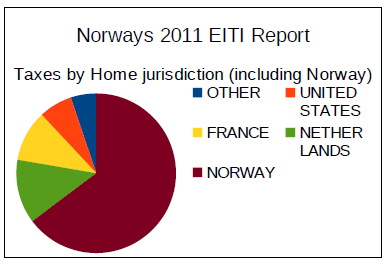 Norways 2011 EITI Report
Taxes by Home jurisdiction (including Norway)
OTHER
UNITED
STATES
FRANCE
NETHER
LANDS
NORWAY